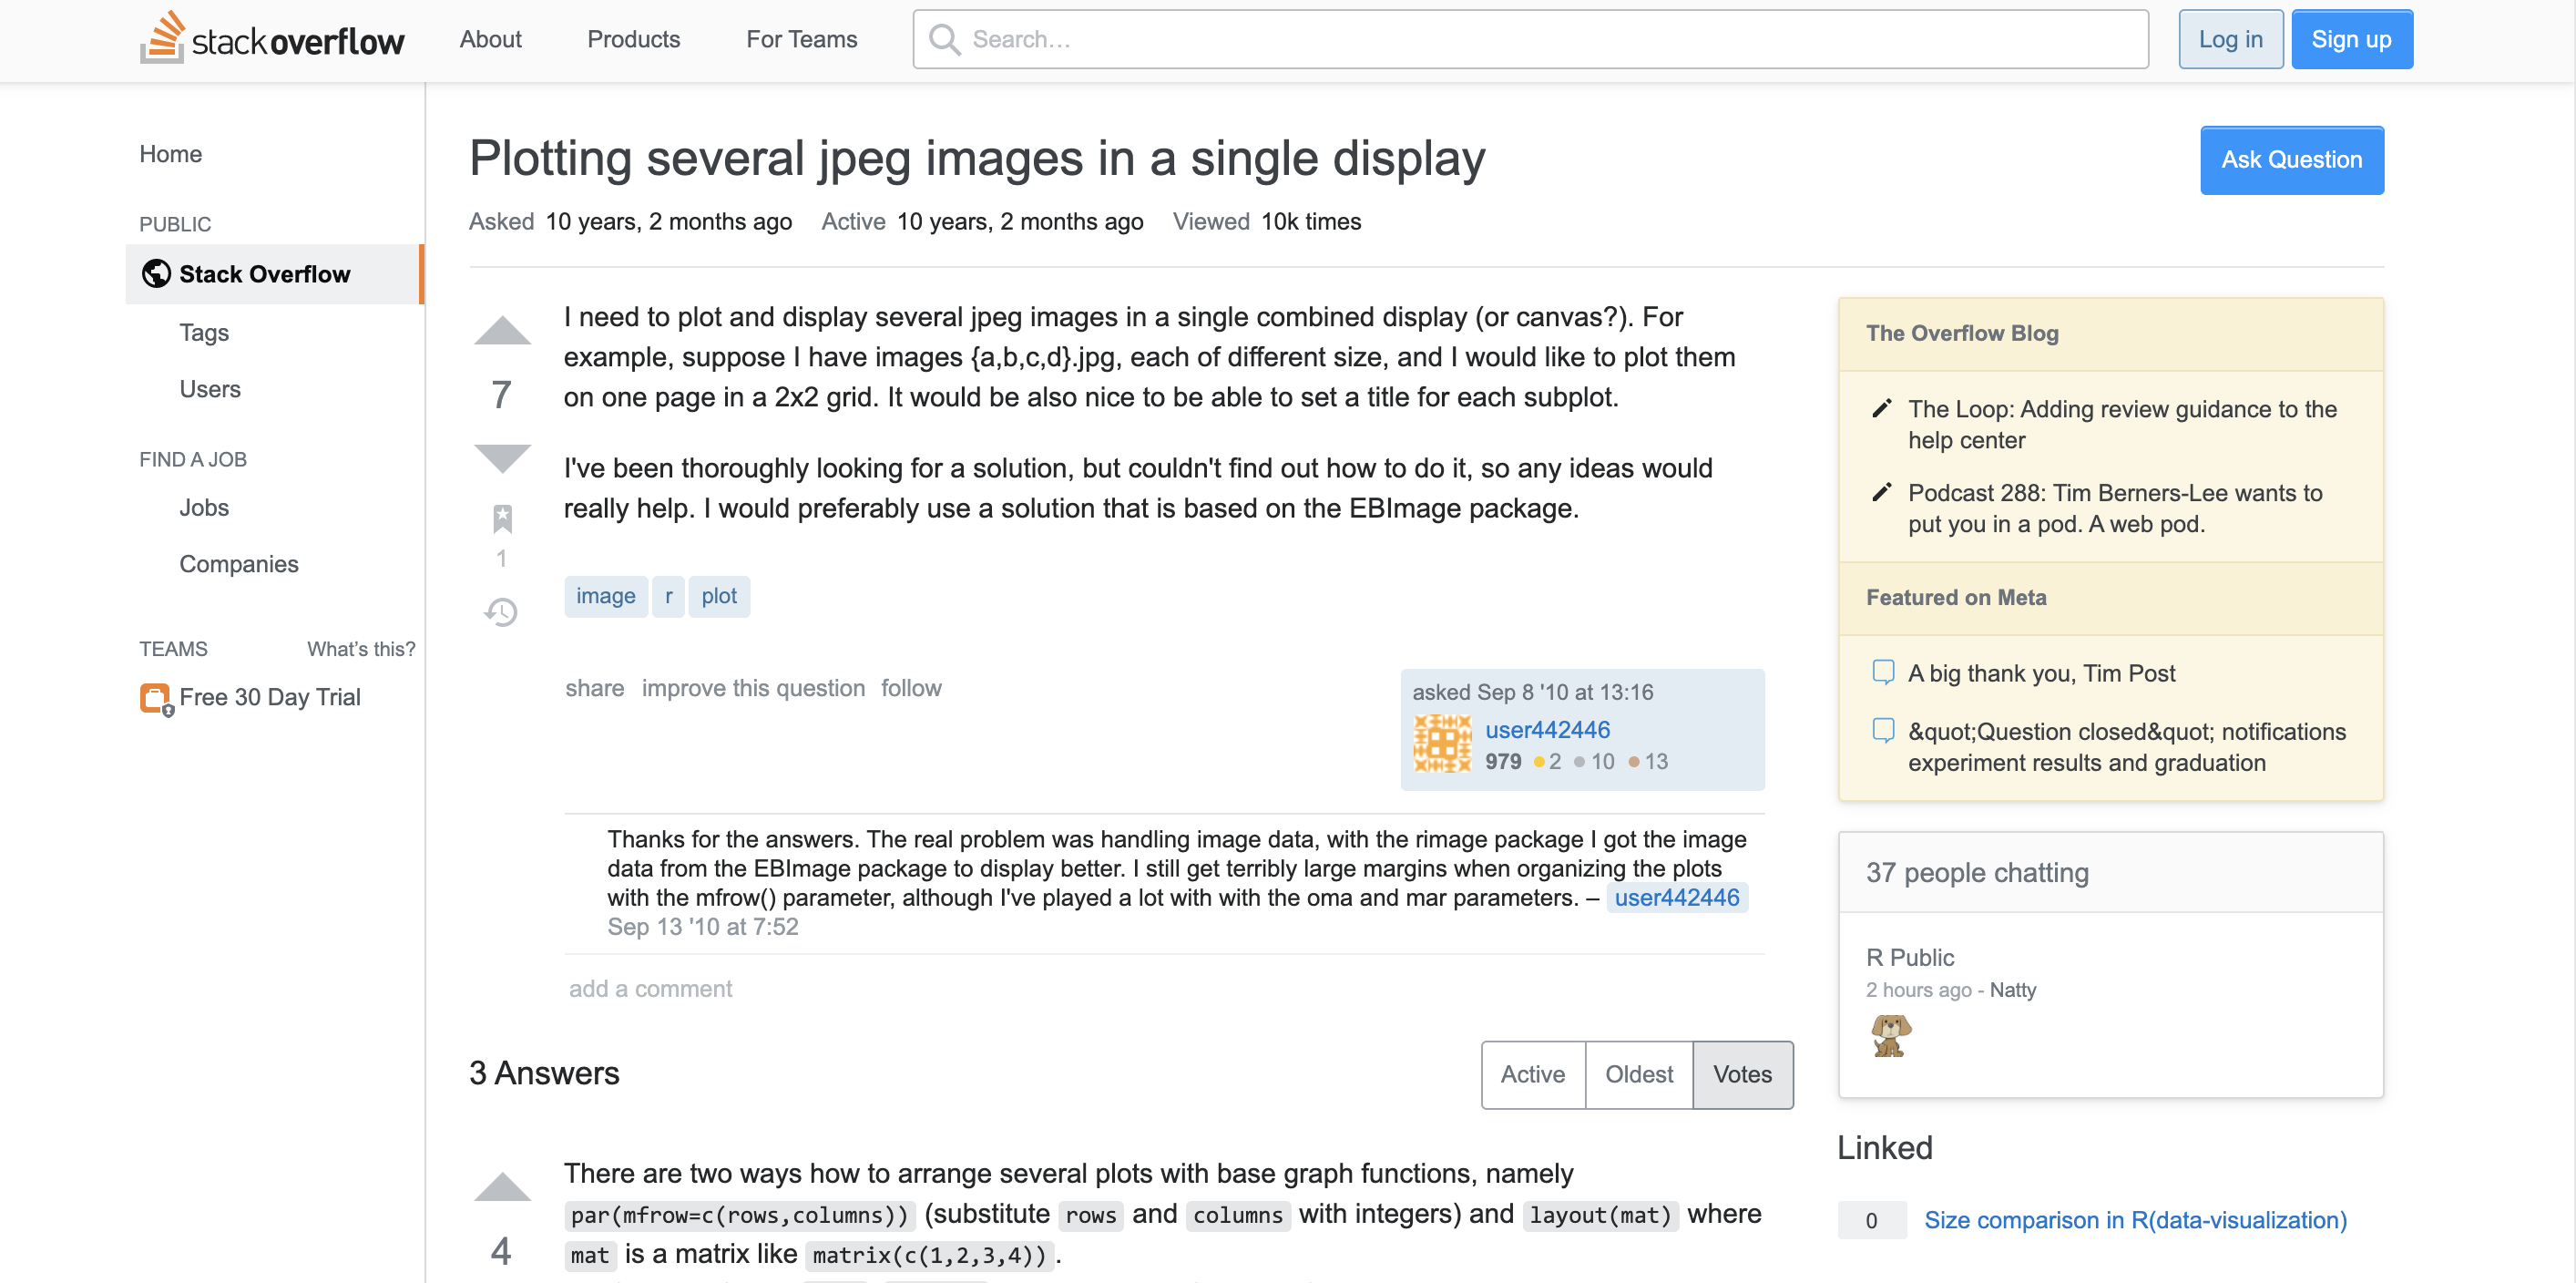 stackoverflow
About
Products
For Teams
Search…
Log in
Sign up
Home
PUBLIC
Stack Overflow
Tags
Users
FIND A JOB
Jobs
Companies
TEAMS
What's this?
Free 30 Day Trial
Plotting several jpeg images in a single display
Ask Question
Asked 10 years, 2 months ago Active 10 years, 2 months ago Viewed 10k times
7
1
I need to plot and display several jpeg images in a single combined display (or canvas?). For
example, suppose I have images {a,b,c,d}.jpg, each of different size, and I would like to plot them
on one page in a 2x2 grid. It would be also nice to be able to set a title for each subplot.
I've been thoroughly looking for a solution, but couldn't find out how to do it, so any ideas would
really help. I would preferably use a solution that is based on the EBImage package.
image r plot
share improve this question follow
asked Sep 8 '10 at 13:16
user442446
979 2 10 13
Thanks for the answers. The real problem was handling image data, with the rimage package I got the image
data from the EBImage package to display better. I still get terribly large margins when organizing the plots
with the mfrow() parameter, although I've played a lot with with the oma and mar parameters. – user442446
Sep 13 '10 at 7:52
add a comment
3 Answers
Active Oldest Votes
4
There are two ways how to arrange several plots with base graph functions, namely
par(mfrow=c(rows,columns)) (substitute rows and columns with integers) and layout(mat) where
mat is a matrix like matrix(c(1,2,3,4)).
The Overflow Blog
The Loop: Adding review guidance to the
help center
Podcast 288: Tim Berners-Lee wants to
put you in a pod. A web pod.
Featured on Meta
A big thank you, Tim Post
&quot;Question closed&quot; notifications
experiment results and graduation
37 people chatting
R Public
2 hours ago - Natty
Linked
0 Size comparison in R(data-visualization)